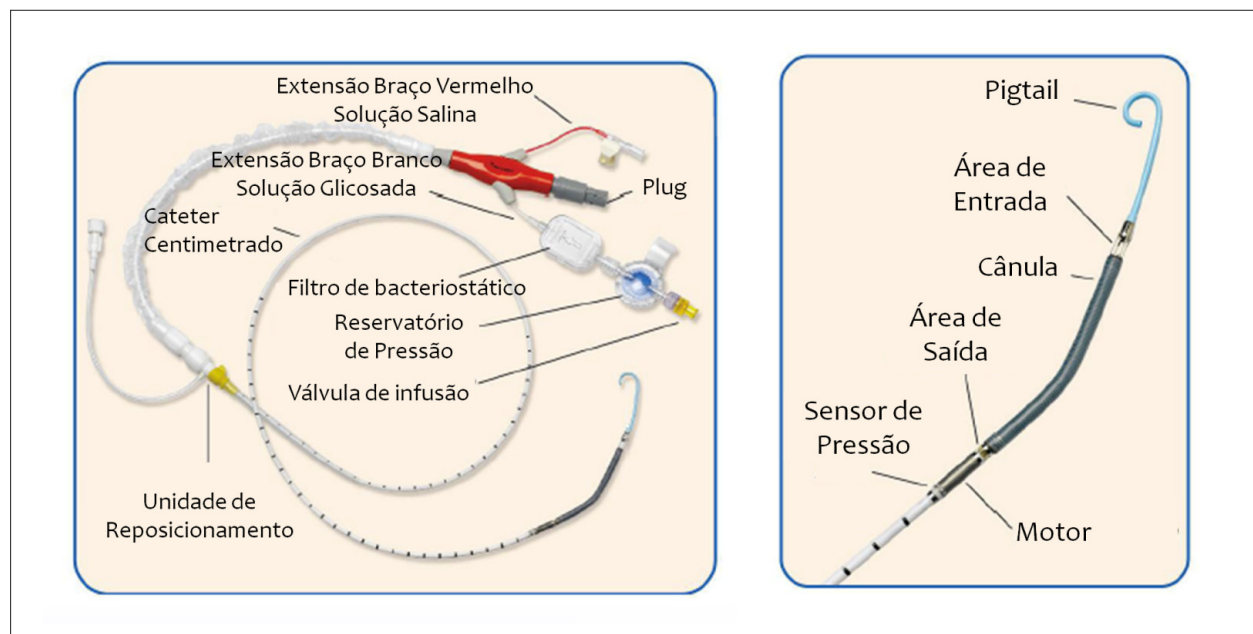 Extensão Braço Vermelho
Solução Salina
Extensão Braço Branco
Solução Glicosada
Plug
Cateter
Centimetrado
Filtro de bacteriostático
Reservatório
de Pressão
Válvula de infusão
Unidade de
Reposicionamento
Pigtail
Área de
Entrada
Cânula
Área de
Saída
Sensor de
Pressão
Motor